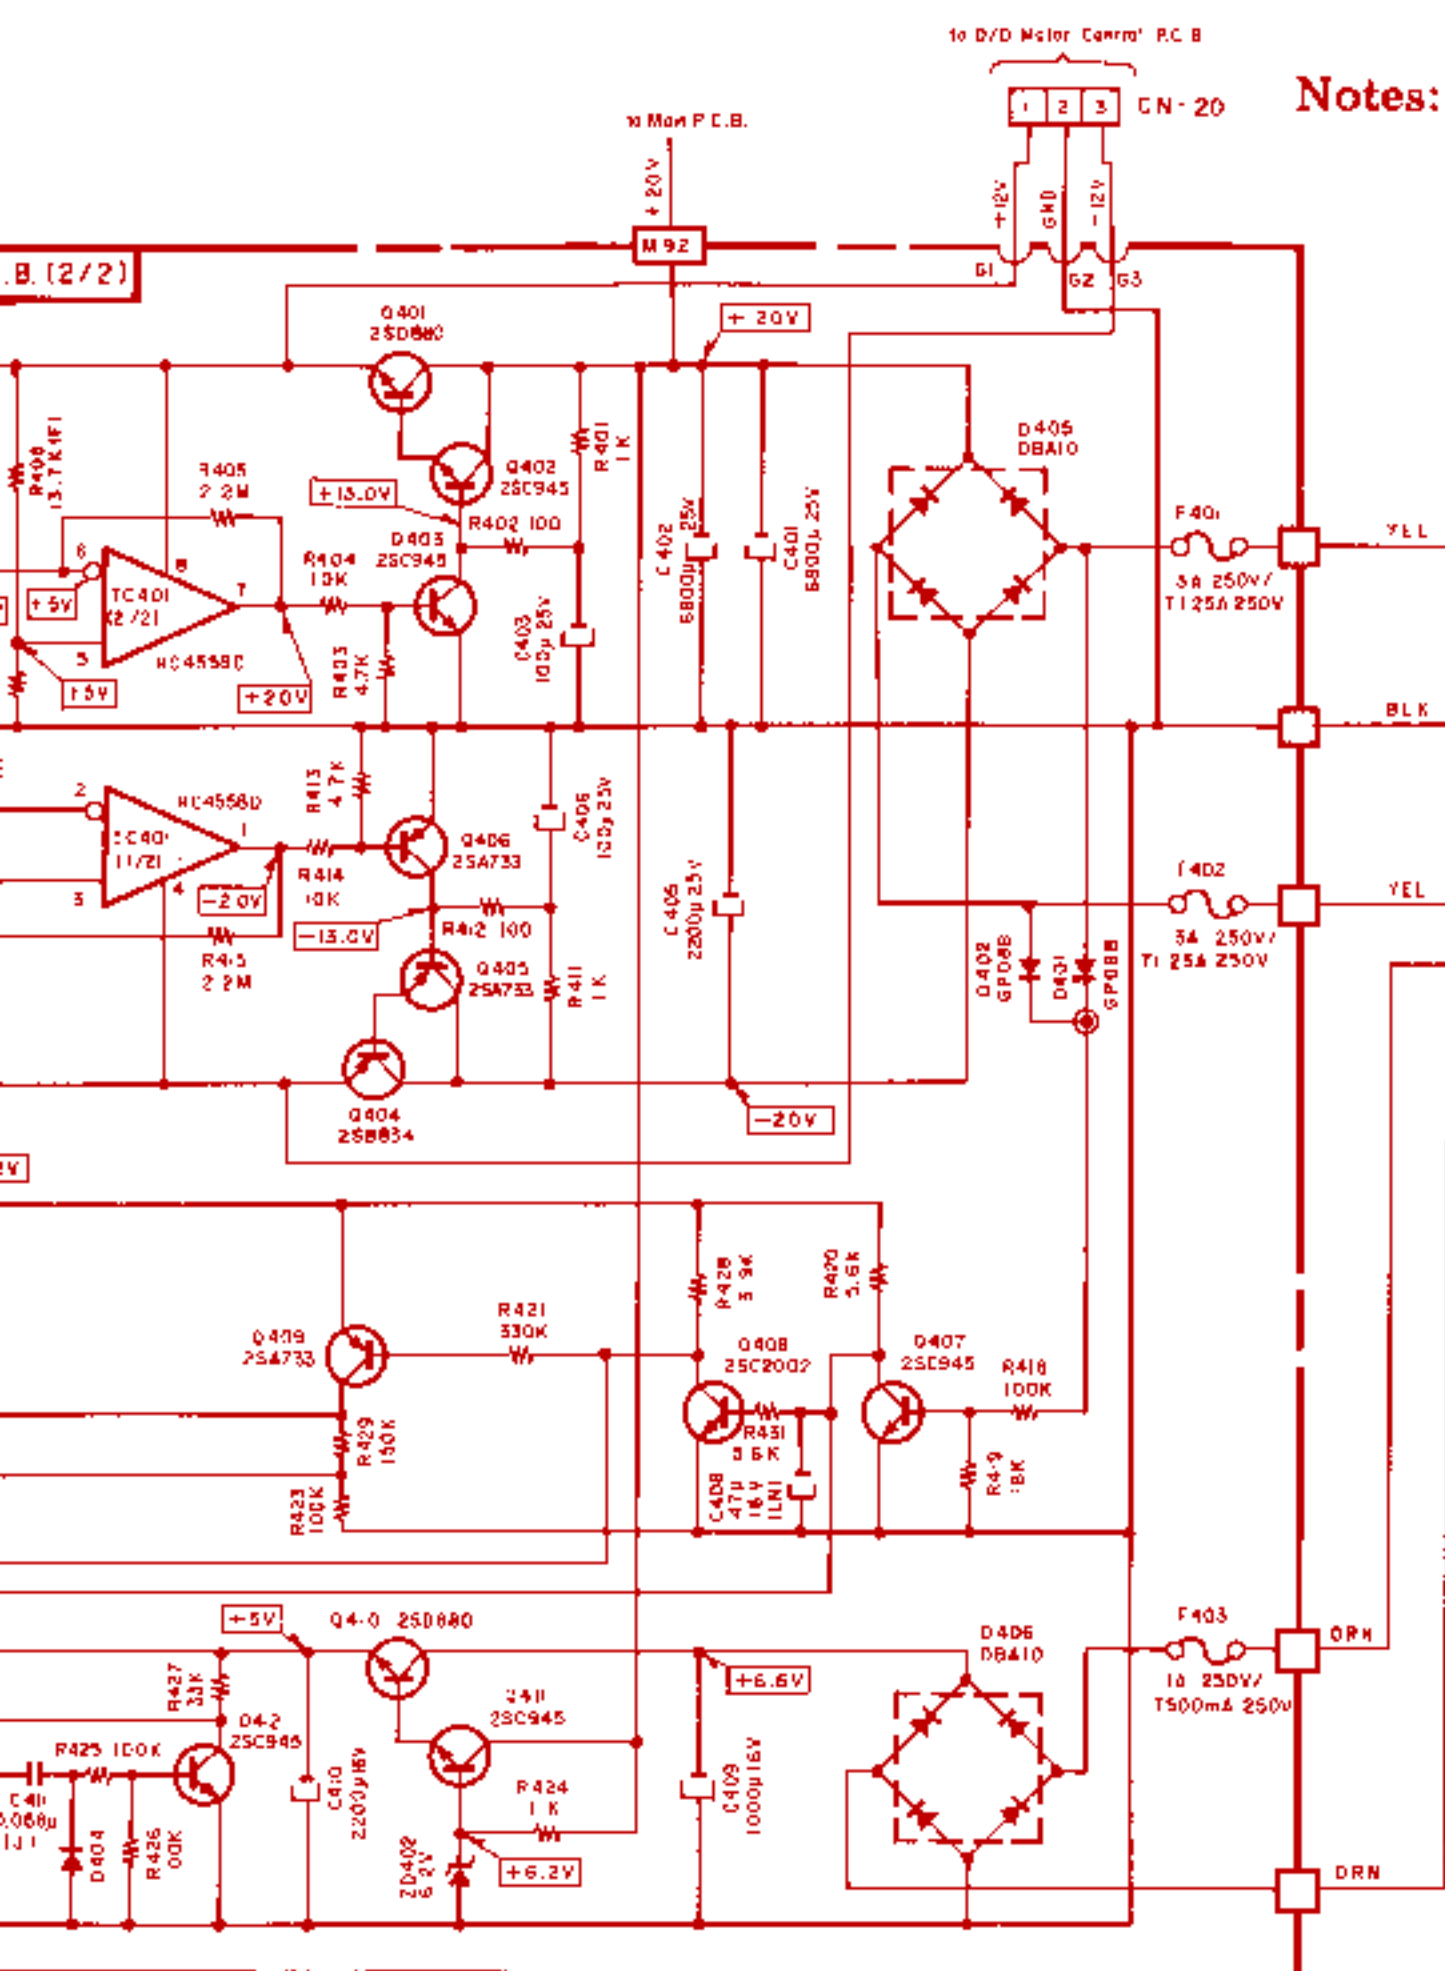 to D/D Motor Control P.C.B
Notes:
1 2 3 CN-20
to Main P.C.B.
+20V
+12V
GND
-12V
M92
G1
G2
G3
.B.(2/2)
Q401
2SD880
+20V
D405
DBA10
R401
1K
Q402
2SC945
R405
2.2M
+13.0V
R402 100
C402
6800μ 25V
C401
6800μ 25V
F401
YEL
13.7K(F)
Q403
2SC945
R404
10K
6
8
7
5
+5V
(2/2)
3A 250V/
T1.25A 250V
C403
100μ 25V
R403
4.7K
+5V
+20V
BLK
2
1
3
4
R413
4.7K
(1/2)
C406
100μ 25V
Q406
2SA733
R414
10K
-20V
-13.0V
R412 100
R415
2.2M
Q405
2SA733
R411
1K
2200μ 25V
F402
YEL
3A 250V/
T1.25A 250V
D402
GP08B
D401
GP08B
Q404
2SB834
-20V
R428
3.9K
R420
5.6K
R421
330K
Q409
2SA733
Q408
2SC2002
Q407
2SC945
R418
100K
R429
150K
R431
5.6K
R419
18K
R423
100K
C408
47μ
16V
(LN)
+5V
Q410 2SD880
D406
DBA10
F403
ORN
1A 250V/
T500mA 250V
R427
33K
+6.6V
Q411
2SC945
Q412
2SC945
R425 100K
C410
2200μ16V
R424
1K
C409
1000μ16V
D404
R426
ZD402
6.2V
+6.2V
ORN